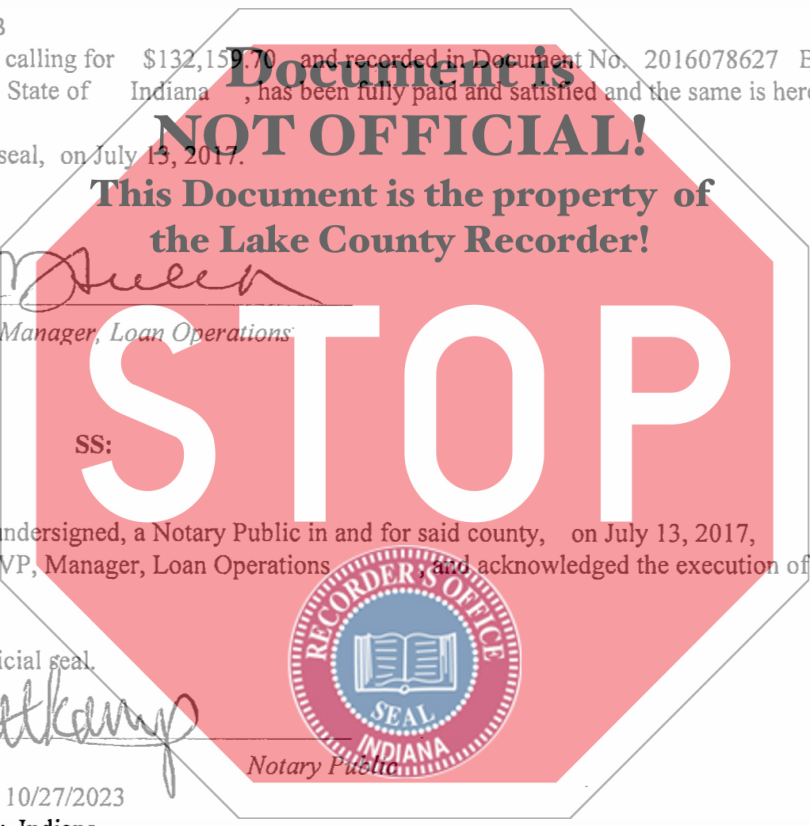 calling for $132,159.70 and recorded in Document No. 2016078627
Document is
State of Indiana , has been fully paid and satisfied and the same is here
NOT OFFICIAL!
seal, on July 13, 2017.
This Document is the property of
the Lake County Recorder!
Manager, Loan Operations
STOP
SS:
undersigned, a Notary Public in and for said county, on July 13, 2017,
VP, Manager, Loan Operations , and acknowledged the execution of
RECORDER'S OFFICE
SEAL
INDIANA
icial seal.
Notary Public
10/27/2023
Indiana